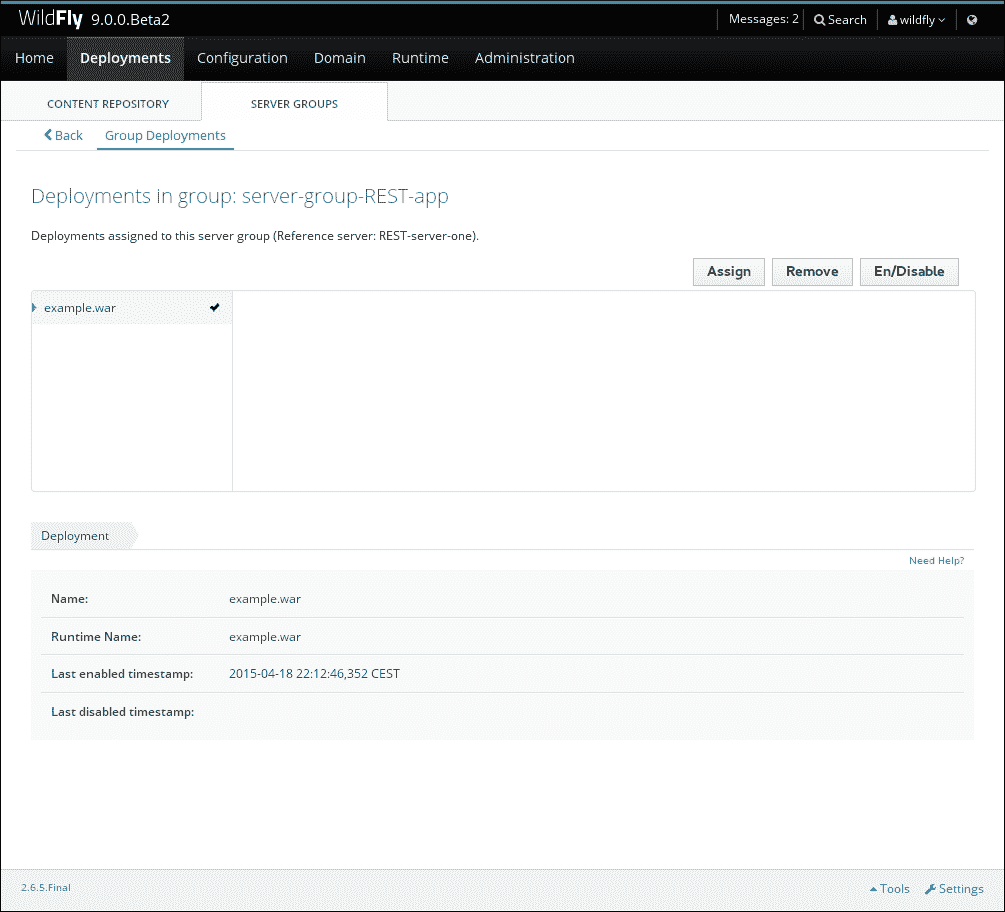 WildFly 9.0.0.Beta2 Messages: 2 Search wildfly
Home Deployments Configuration Domain Runtime Administration
CONTENT REPOSITORY SERVER GROUPS
Back Group Deployments
Deployments in group: server-group-REST-app
Deployments assigned to this server group (Reference server: REST-server-one).
Assign Remove En/Disable
example.war
Deployment
Need Help?
Name: example.war
Runtime Name: example.war
Last enabled timestamp: 2015-04-18 22:12:46,352 CEST
Last disabled timestamp:
2.6.5.Final Tools Settings